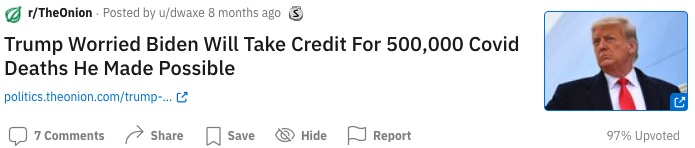 r/TheOnion · Posted by u/dwaxe 8 months ago S
Trump Worried Biden Will Take Credit For 500,000 Covid
Deaths He Made Possible
politics.theonion.com/trump-...
7 Comments Share Save Hide Report 97% Upvoted